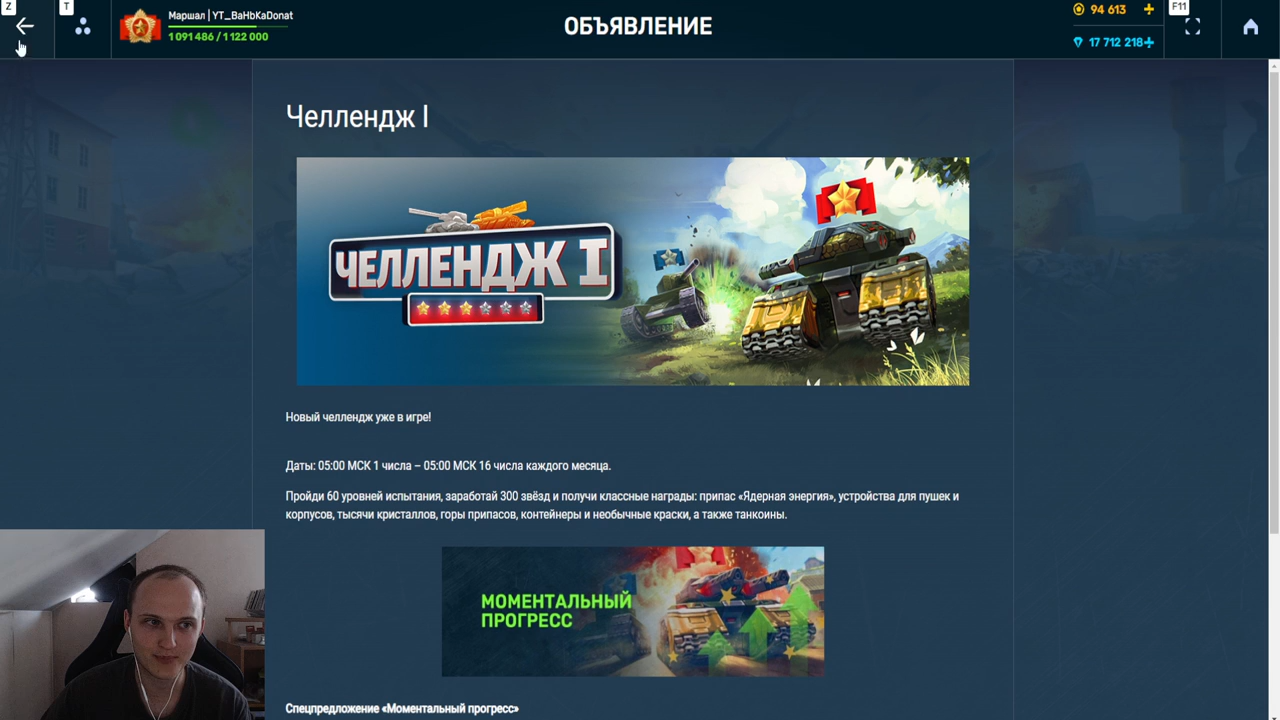 Z
T
Маршал | YT_BaHbKaDonat
1 091 486 / 1 122 000
ОБЪЯВЛЕНИЕ
94 613
17 712 218
F11
Челлендж I
ЧЕЛЛЕНДЖ I
Новый челлендж уже в игре!
Даты: 05:00 МСК 1 числа – 05:00 МСК 16 числа каждого месяца.
Пройди 60 уровней испытания, заработай 300 звёзд и получи классные награды: припас «Ядерная энергия», устройства для пушек и
корпусов, тысячи кристаллов, горы припасов, контейнеры и необычные краски, а также танкоины.
МОМЕНТАЛЬНЫЙ
ПРОГРЕСС
Спецпредложение «Моментальный прогресс»